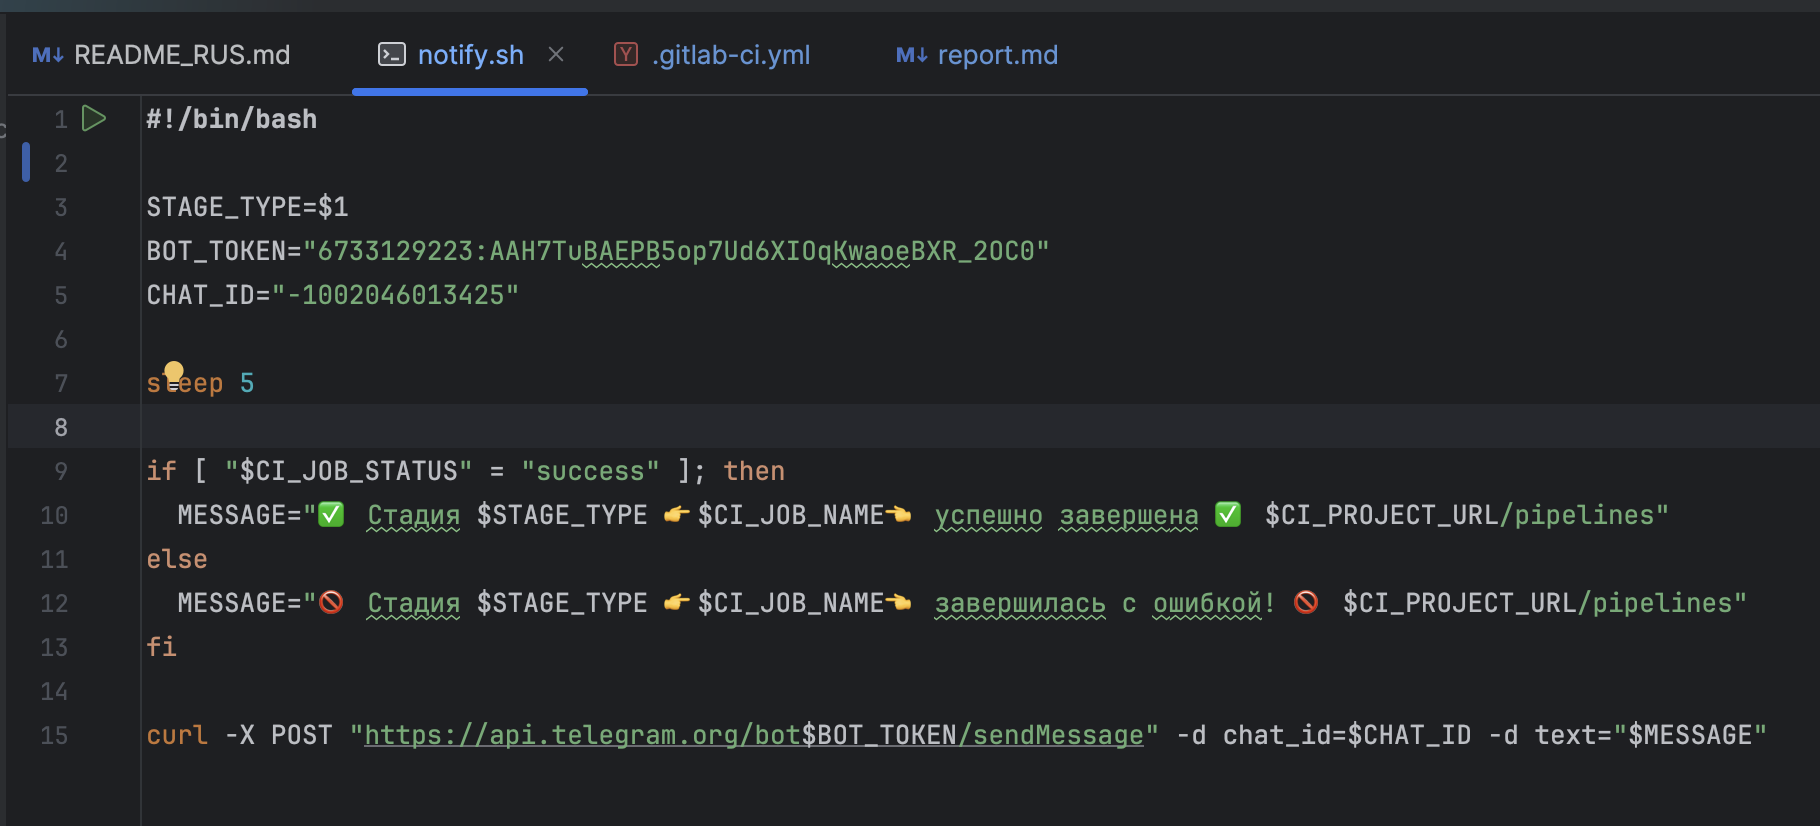 README_RUS.md notify.sh .gitlab-ci.yml report.md
1 #!/bin/bash
2
3 STAGE_TYPE=$1
4 BOT_TOKEN="6733129223:AAH7TuBAEPB5op7Ud6XIOqKwaoeBXR_2OC0"
5 CHAT_ID="-1002046013425"
6
7 sleep 5
8
9 if [ "$CI_JOB_STATUS" = "success" ]; then
10 MESSAGE="✅ Стадия $STAGE_TYPE 👉$CI_JOB_NAME👈 успешно завершена ✅ $CI_PROJECT_URL/pipelines"
11 else
12 MESSAGE="🚫 Стадия $STAGE_TYPE 👉$CI_JOB_NAME👈 завершилась с ошибкой! 🚫 $CI_PROJECT_URL/pipelines"
13 fi
14
15 curl -X POST "https://api.telegram.org/bot$BOT_TOKEN/sendMessage" -d chat_id=$CHAT_ID -d text="$MESSAGE"